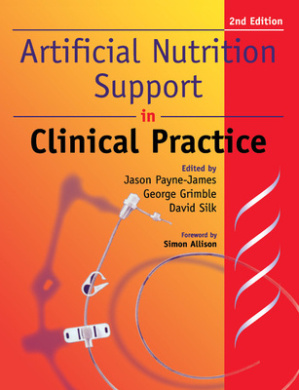 2nd Edition
Artificial Nutrition
Support
in
Clinical Practice
Edited by
Jason Payne-James
George Grimble
David Silk
Foreword by
Simon Allison